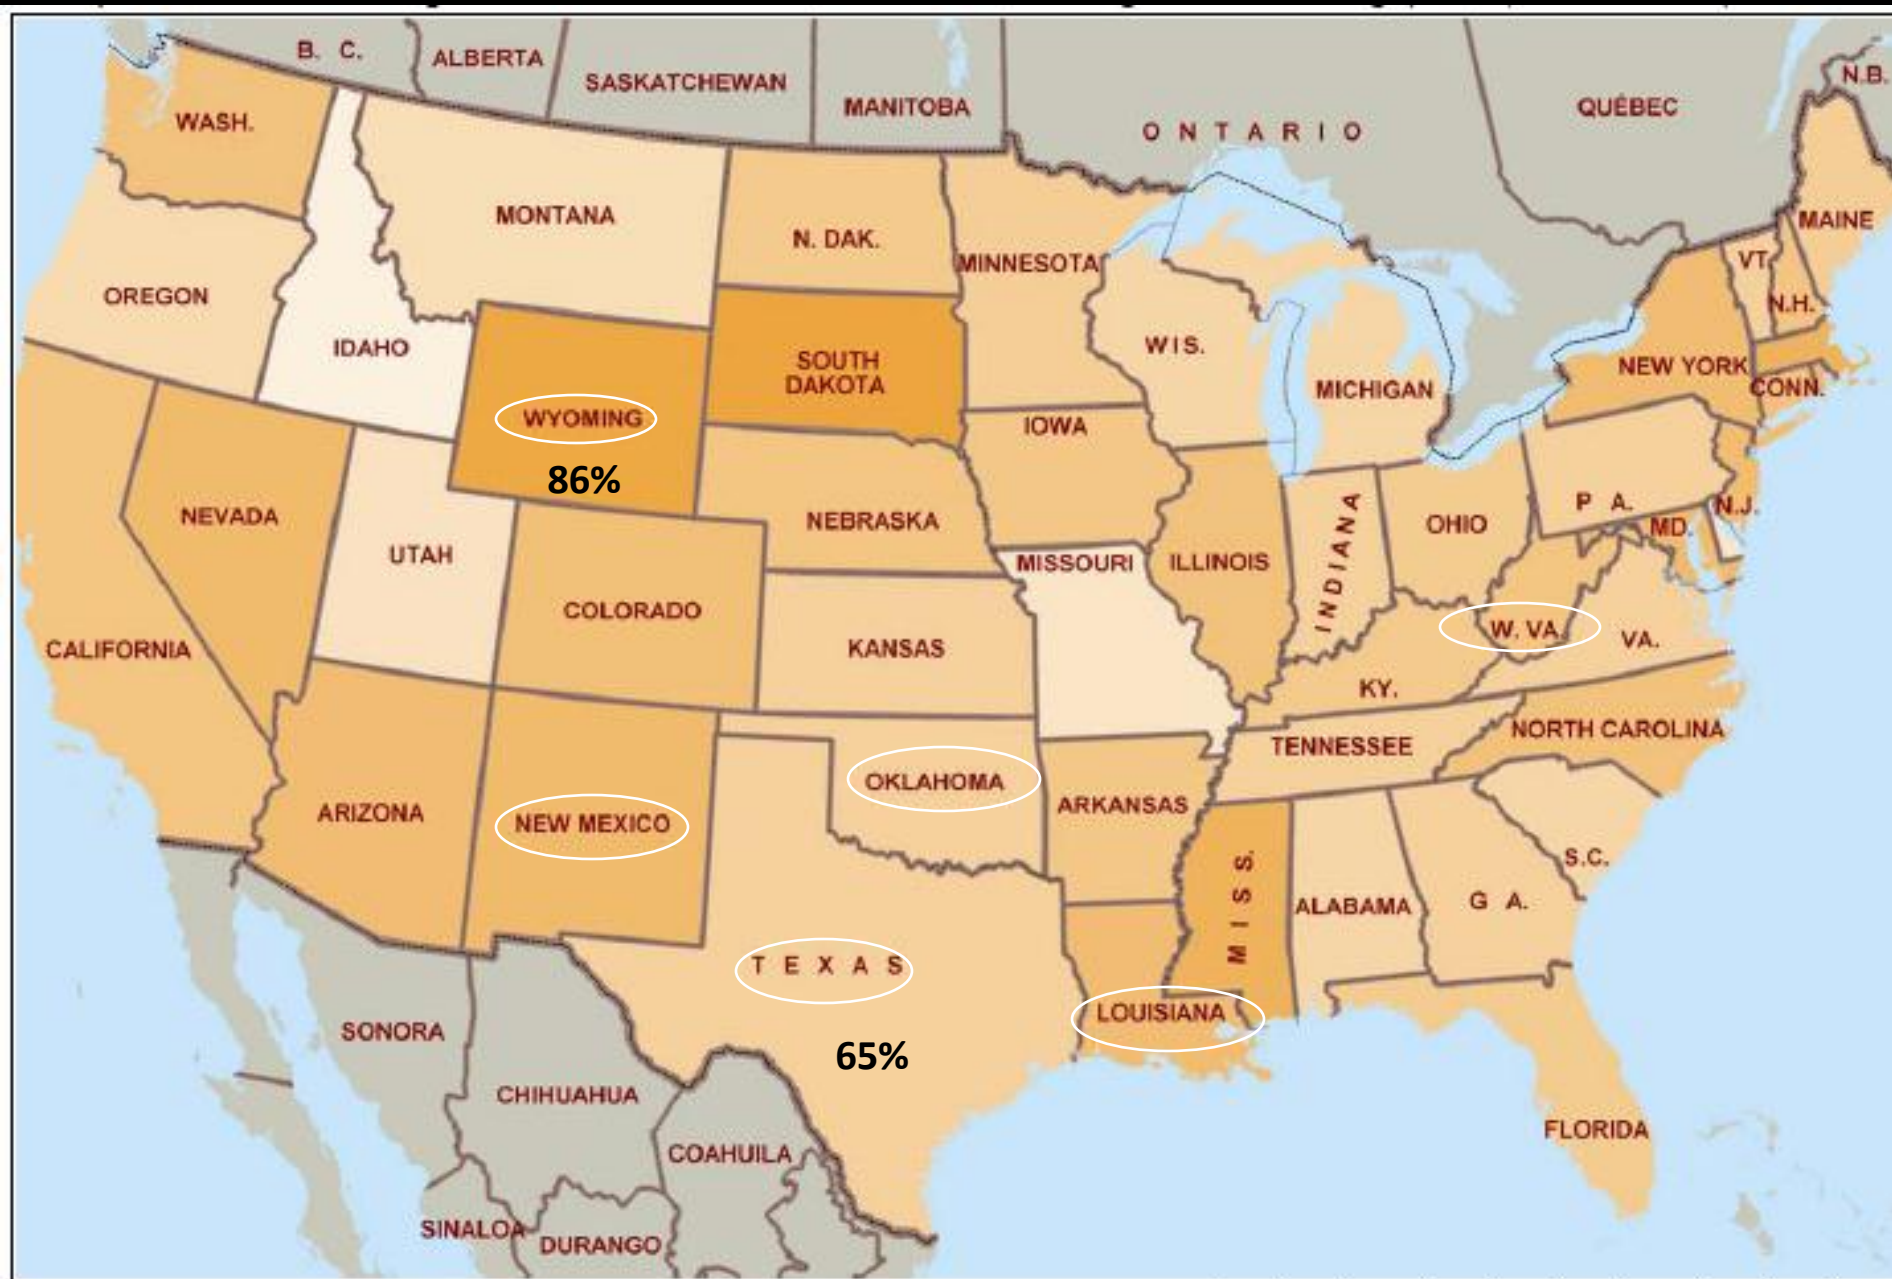 B. C.
ALBERTA
SASKATCHEWAN
MANITOBA
ONTARIO
QUÉBEC
N.B.
WASH.
MONTANA
N. DAK.
MINNESOTA
MAINE
VT.
N.H.
OREGON
IDAHO
SOUTH
DAKOTA
WIS.
MICHIGAN
NEW YORK
CONN.
WYOMING
86%
IOWA
NEVADA
UTAH
NEBRASKA
ILLINOIS
INDIANA
OHIO
P A.
N.J.
MD.
MISSOURI
CALIFORNIA
COLORADO
KANSAS
W. VA.
VA.
KY.
NORTH CAROLINA
TENNESSEE
ARIZONA
NEW MEXICO
OKLAHOMA
ARKANSAS
MISS.
ALABAMA
G A.
S.C.
TEXAS
65%
LOUISIANA
FLORIDA
SONORA
CHIHUAHUA
COAHUILA
SINALOA
DURANGO